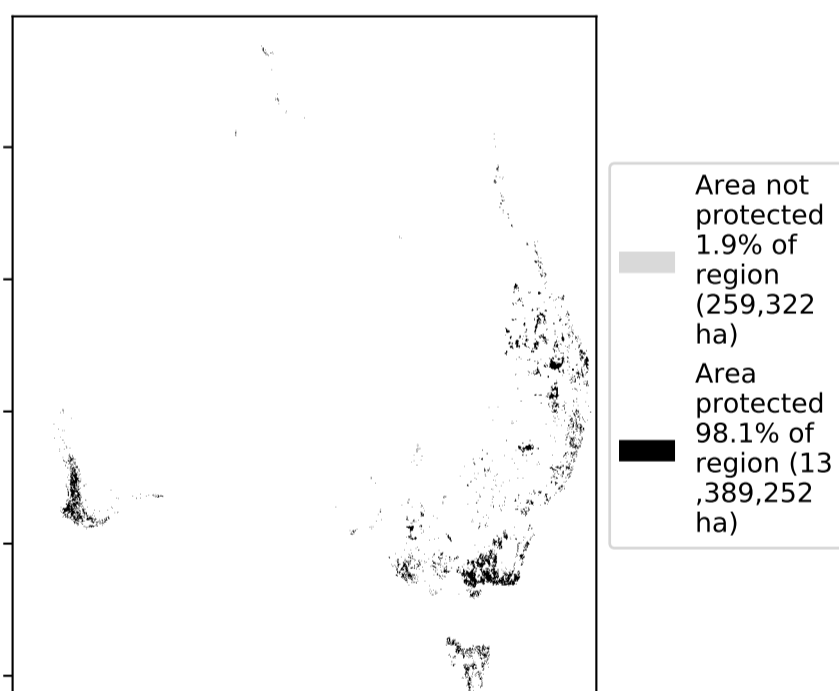 Area not
protected
1.9% of
region
(259,322
ha)
Area
protected
98.1% of
region (13
,389,252
ha)